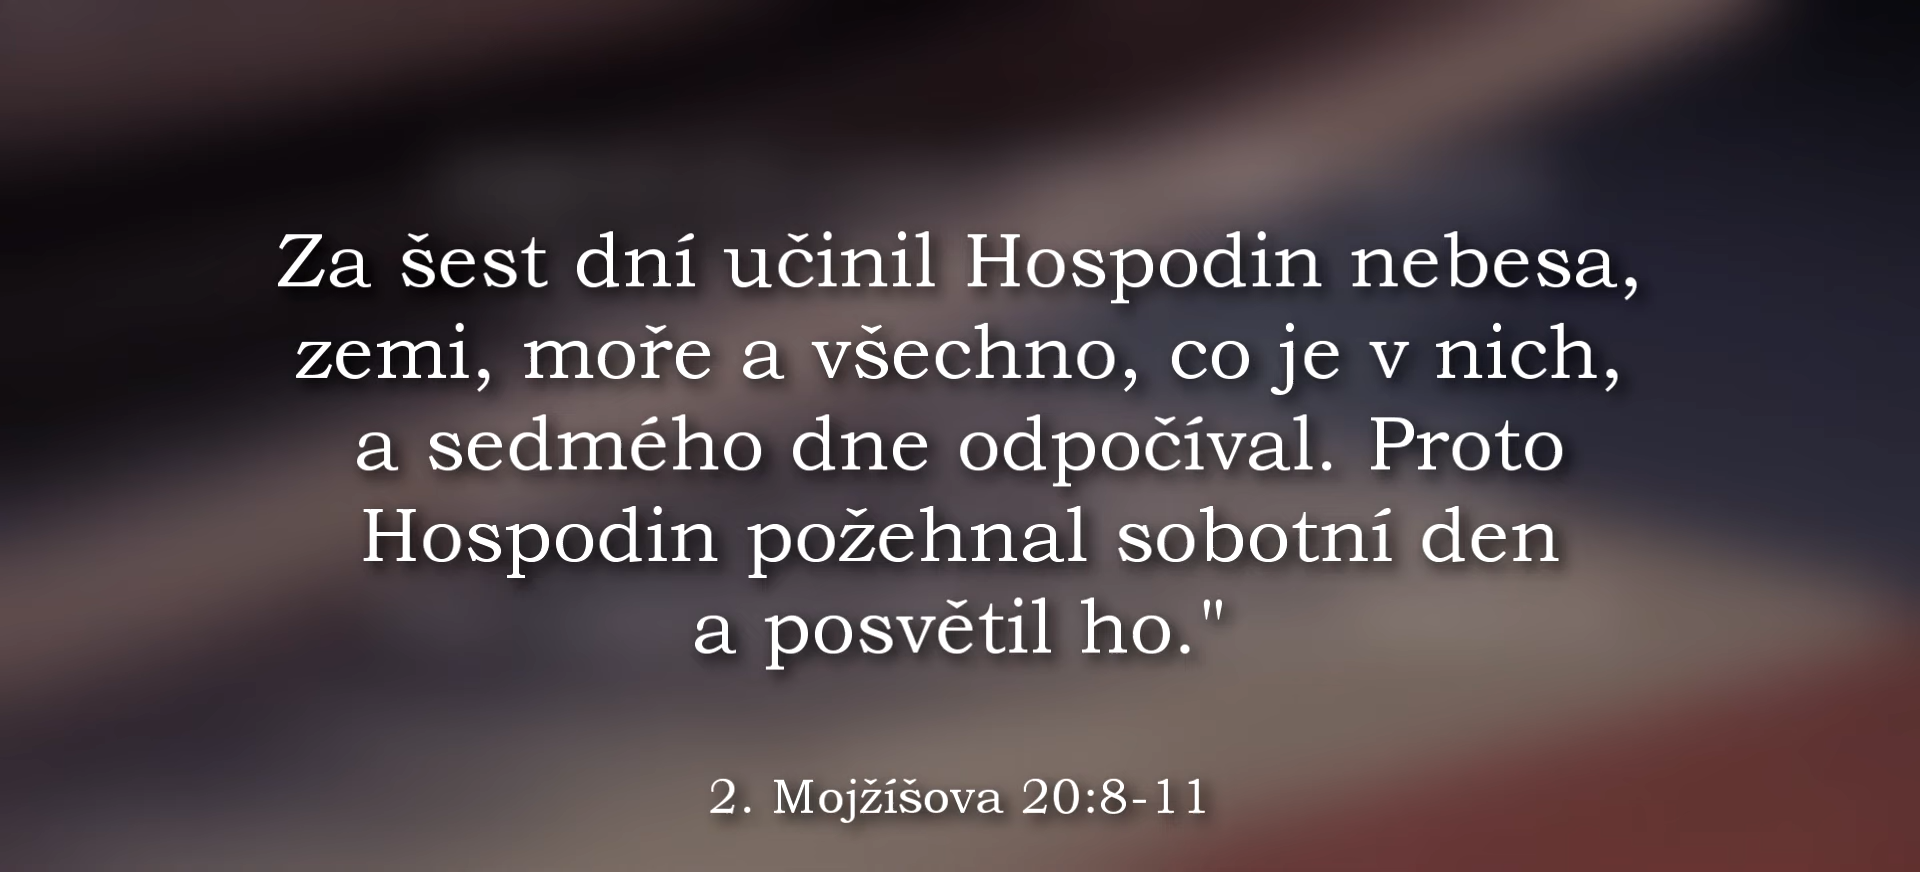 Za šest dní učinil Hospodin nebesa,
zemi, moře a všechno, co je v nich,
a sedmého dne odpočíval. Proto
Hospodin požehnal sobotní den
a posvětil ho."
2. Mojžíšova 20:8-11